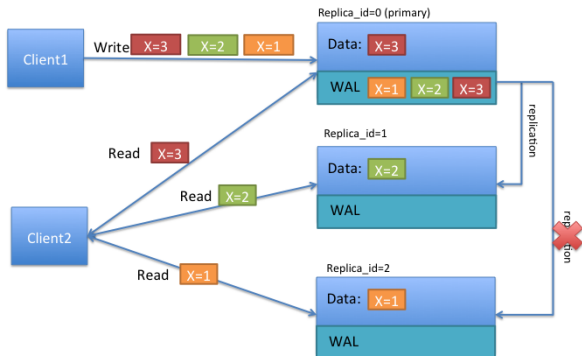 Replica_id=0 (primary)
Client1
Write X=3 X=2 X=1
Data: X=3
WAL X=1 X=2 X=3
replication
Read X=3
Replica_id=1
Read X=2
Data: X=2
WAL
Client2
Replica_id=2
Read X=1
Data: X=1
WAL